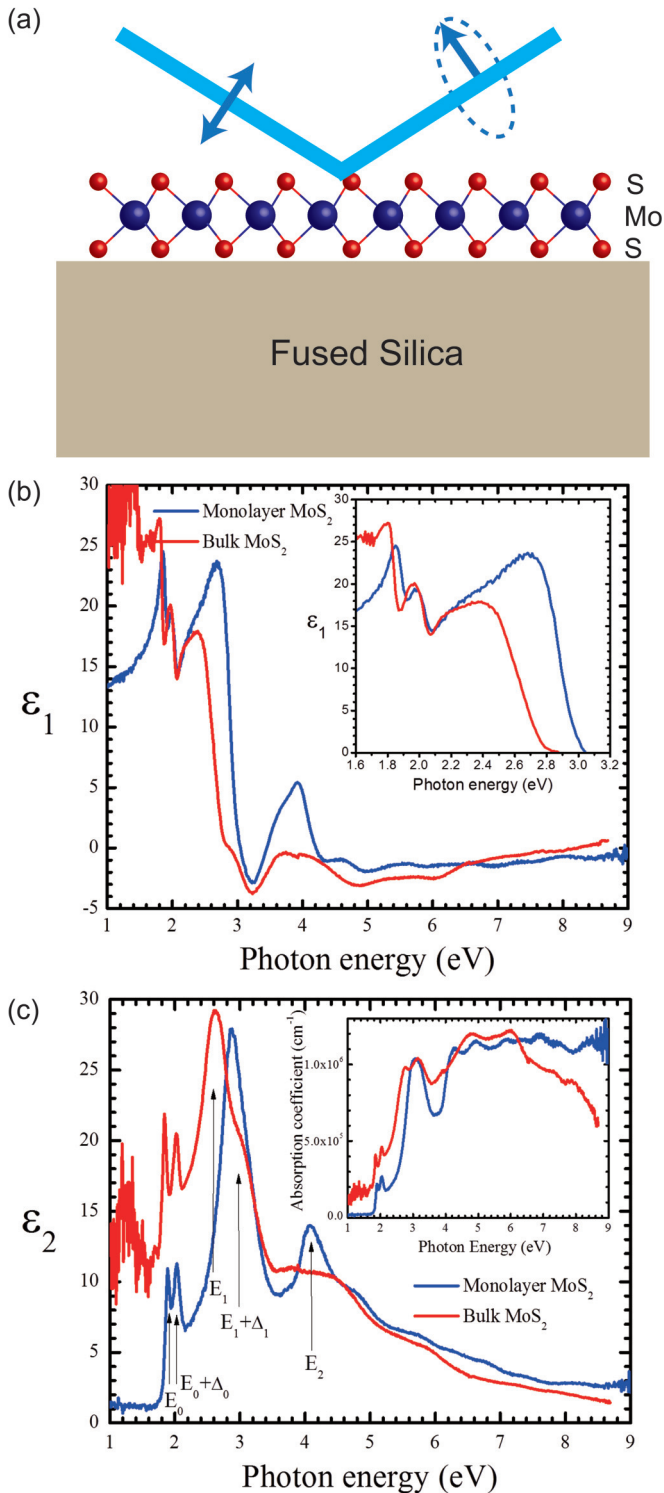 (a)
S
Mo
S
Fused Silica
(b)
30
25
20
15
10
5
0
-5
ε₁
Monolayer MoS₂
Bulk MoS₂
1 2 3 4 5 6 7 8 9
Photon energy (eV)
30
25
20
15
10
5
0
ε₁
1.6 1.8 2.0 2.2 2.4 2.6 2.8 3.0 3.2
Photon energy (eV)
(c)
30
25
20
15
10
5
0
ε₂
E₀
E₀+Δ₀
E₁
E₁+Δ₁
E₂
Monolayer MoS₂
Bulk MoS₂
1 2 3 4 5 6 7 8 9
Photon energy (eV)
Absorption coefficient (cm⁻¹)
1.0x10⁶
5.0x10⁵
0.0
1 2 3 4 5 6 7 8 9
Photon Energy (eV)